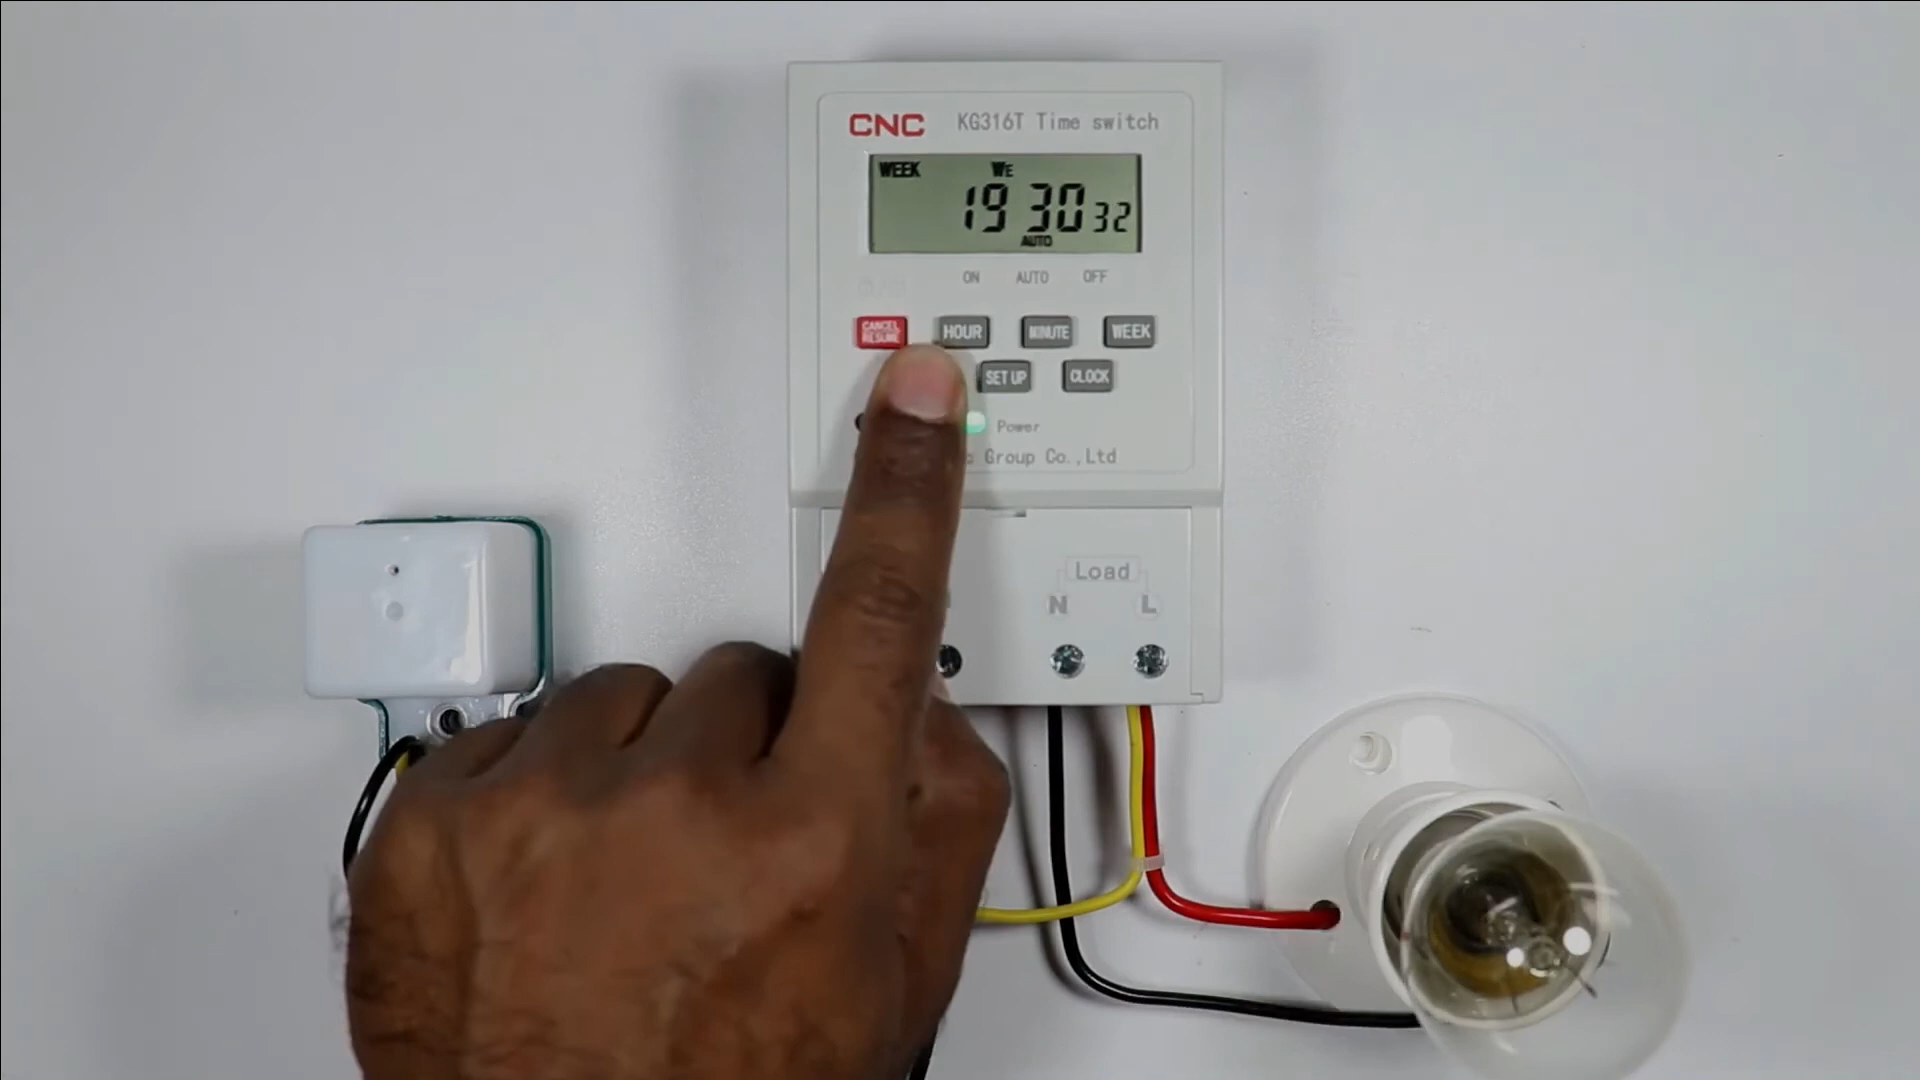 CNC KG316T Time switch
WEEK WE
19 30 32
AUTO
ON AUTO OFF
CANCEL RESUME HOUR MINUTE WEEK
SET UP CLOCK
Power
Group Co.,Ltd
Load
N L